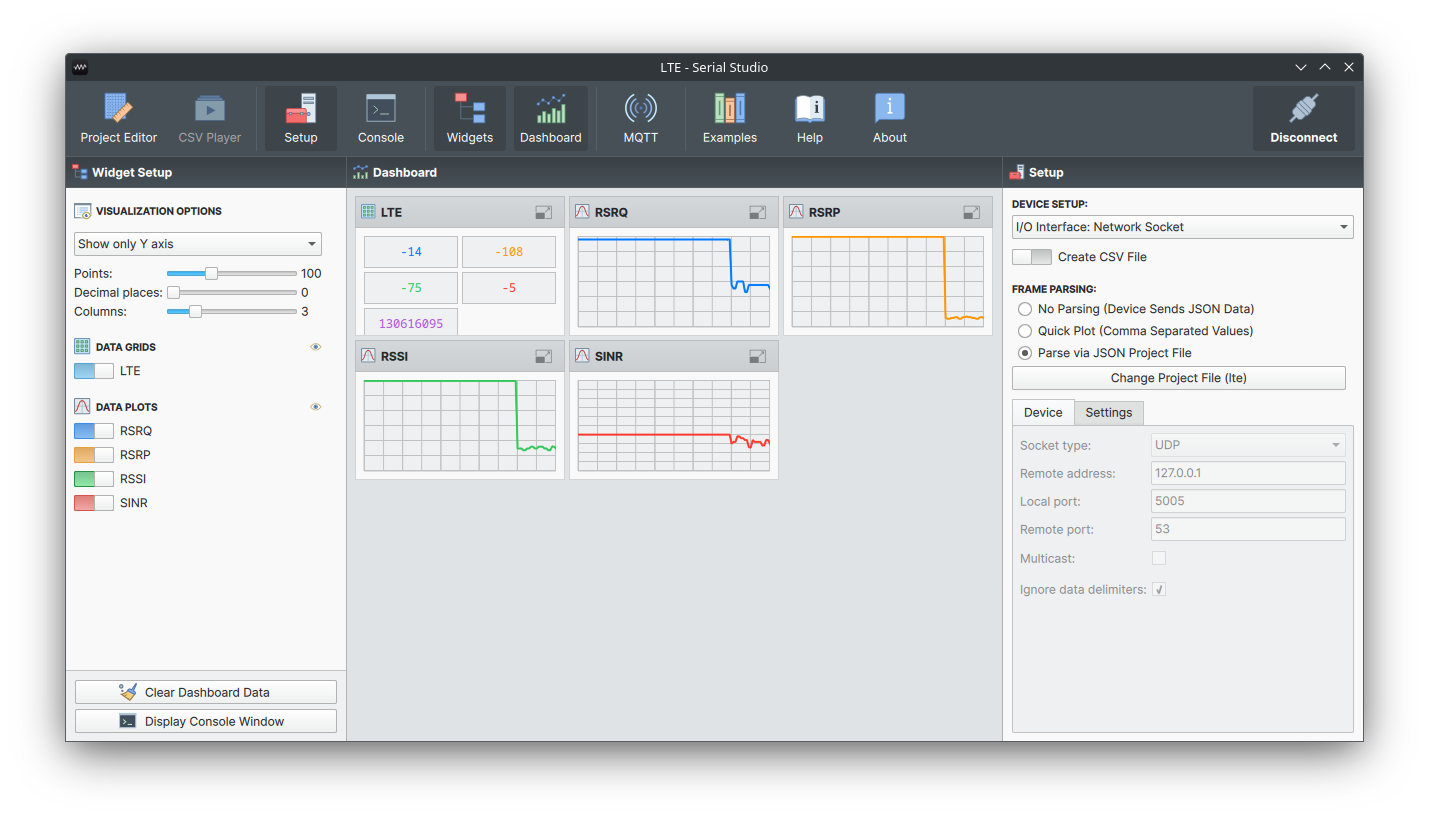 LTE - Serial Studio
Project Editor
CSV Player
Setup
Console
Widgets
Dashboard
MQTT
Examples
Help
About
Disconnect
Widget Setup
VISUALIZATION OPTIONS
Show only Y axis
Points: 100
Decimal places: 0
Columns: 3
DATA GRIDS
LTE
DATA PLOTS
RSRQ
RSRP
RSSI
SINR
Clear Dashboard Data
Display Console Window
Dashboard
LTE
-14 -108
-75 -5
130616095
RSRQ
RSRP
RSSI
SINR
Setup
DEVICE SETUP:
I/O Interface: Network Socket
Create CSV File
FRAME PARSING:
No Parsing (Device Sends JSON Data)
Quick Plot (Comma Separated Values)
Parse via JSON Project File
Change Project File (lte)
Device Settings
Socket type: UDP
Remote address: 127.0.0.1
Local port: 5005
Remote port: 53
Multicast:
Ignore data delimiters: